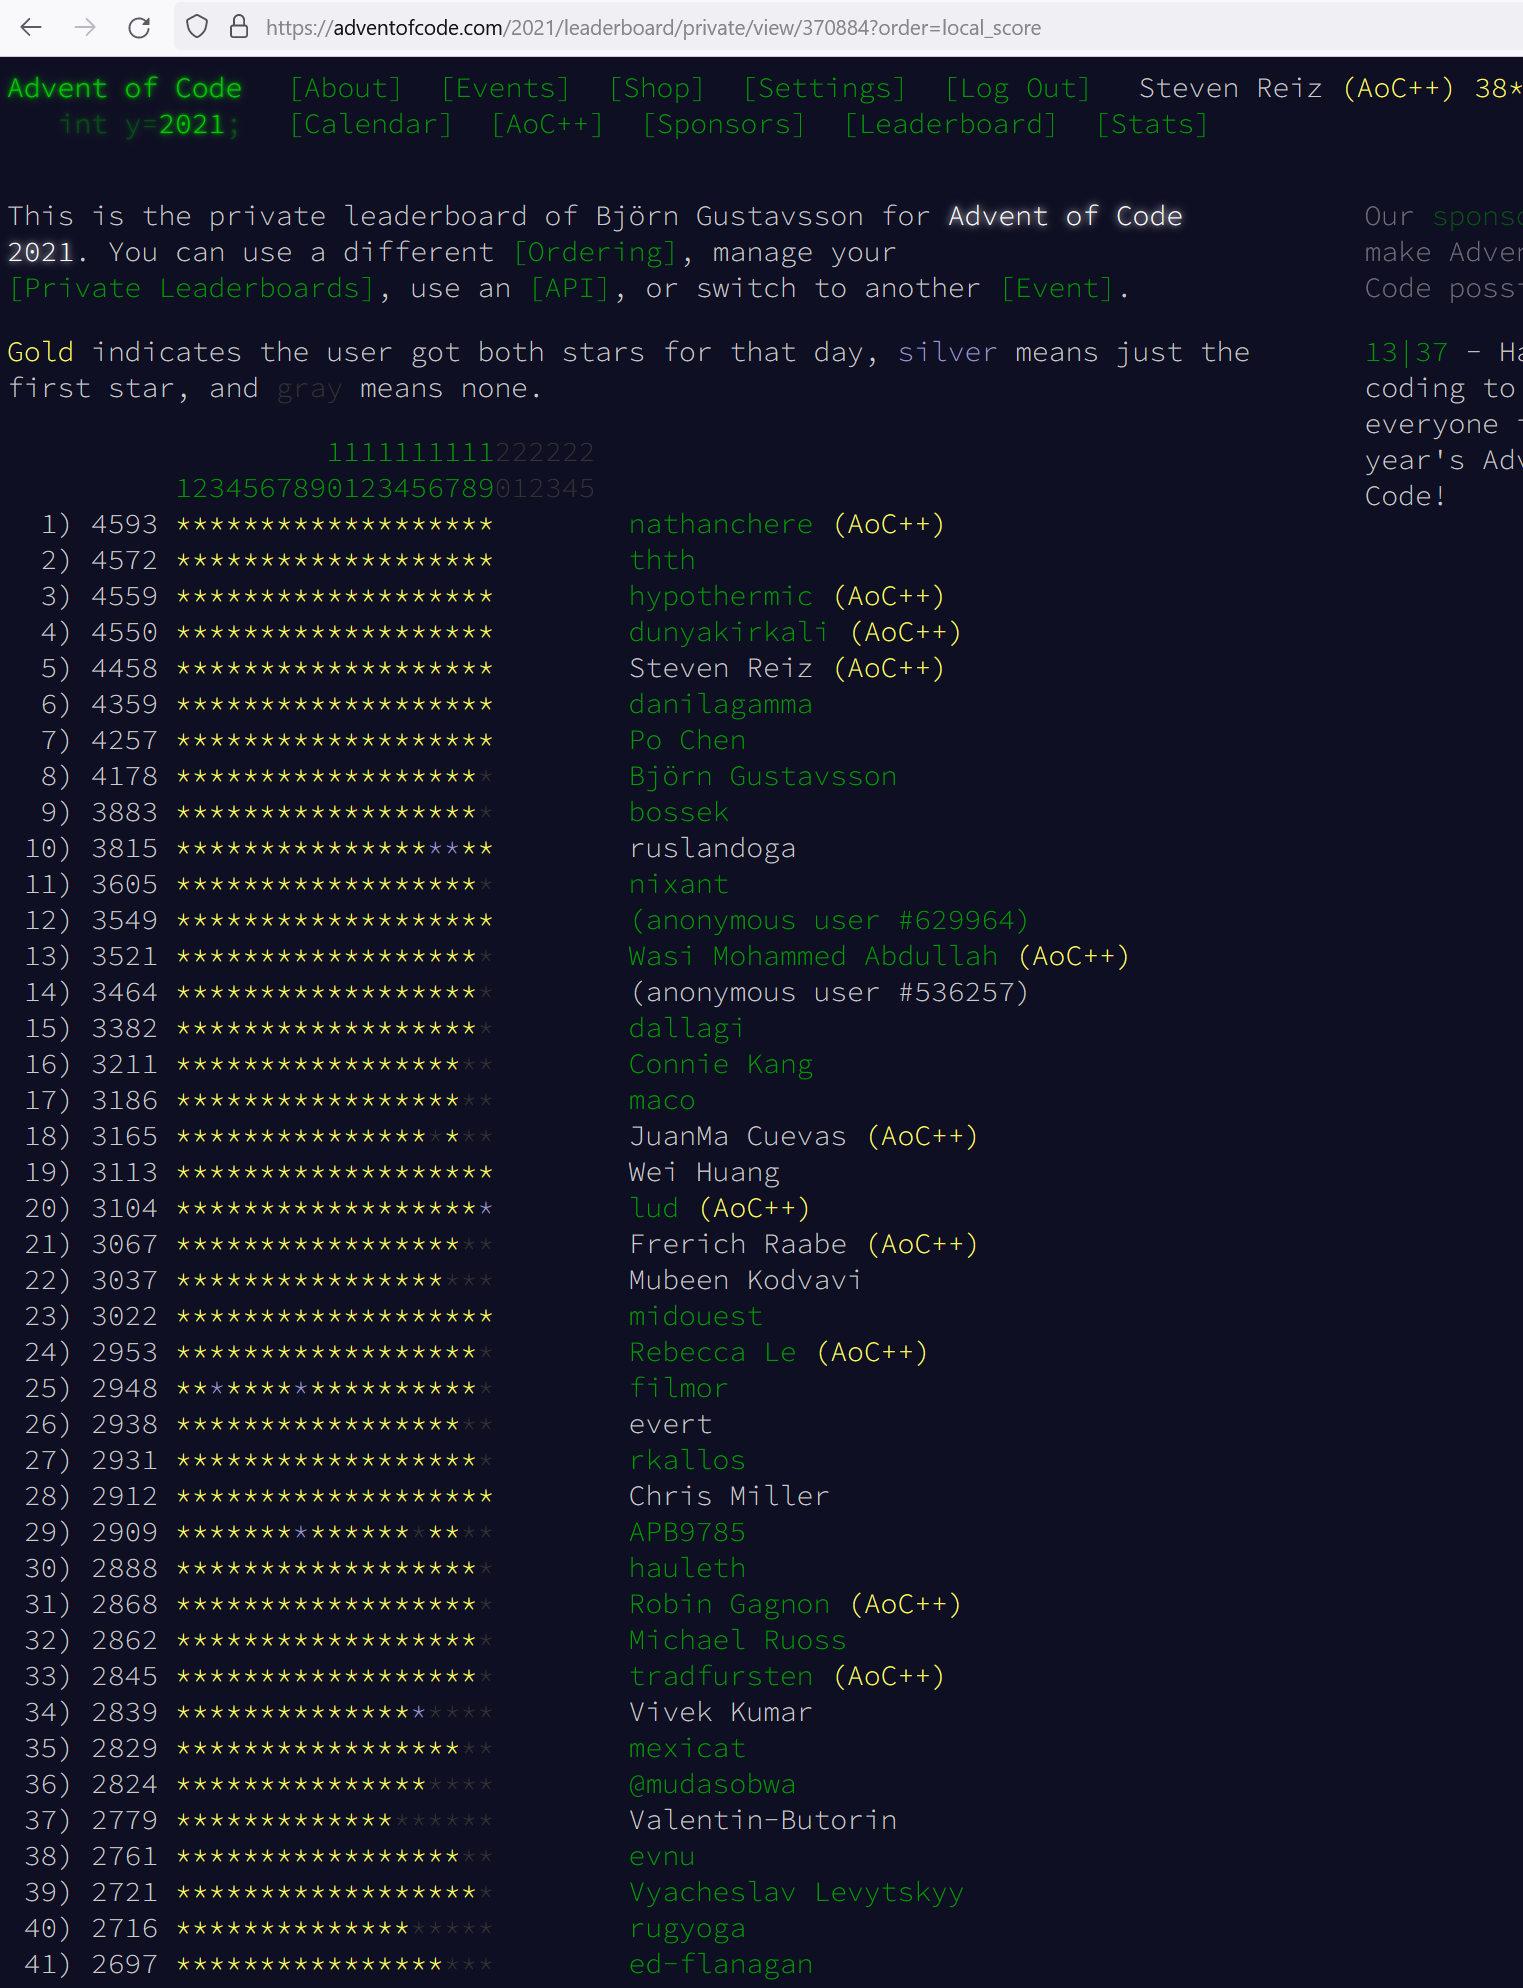 https://adventofcode.com/2021/leaderboard/private/view/370884?order=local_score
Advent of Code [About] [Events] [Shop] [Settings] [Log Out] Steven Reiz (AoC++) 38*
int y=2021; [Calendar] [AoC++] [Sponsors] [Leaderboard] [Stats]
This is the private leaderboard of Björn Gustavsson for Advent of Code
2021. You can use a different [Ordering], manage your
[Private Leaderboards], use an [API], or switch to another [Event].
Gold indicates the user got both stars for that day, silver means just the
first star, and gray means none.
Our
make
Code
13|37 -
coding to
everyone
year's
Code!
1111111111222222
1234567890123456789012345
1) 4593 ******************* nathanchere (AoC++)
2) 4572 ******************* thth
3) 4559 ******************* hypothermic (AoC++)
4) 4550 ******************* dunyakirkali (AoC++)
5) 4458 ******************* Steven Reiz (AoC++)
6) 4359 ******************* danilagamma
7) 4257 ******************* Po Chen
8) 4178 ******************* Björn Gustavsson
9) 3883 ******************* bossek
10) 3815 ******************* ruslandoga
11) 3605 ******************* nixant
12) 3549 ******************* (anonymous user #629964)
13) 3521 ******************* Wasi Mohammed Abdullah (AoC++)
14) 3464 ******************* (anonymous user #536257)
15) 3382 ******************* dallagi
16) 3211 ******************* Connie Kang
17) 3186 ******************* maco
18) 3165 ******************* JuanMa Cuevas (AoC++)
19) 3113 ******************* Wei Huang
20) 3104 ******************* lud (AoC++)
21) 3067 ******************* Frerich Raabe (AoC++)
22) 3037 ******************* Mubeen Kodvavi
23) 3022 ******************* midouest
24) 2953 ******************* Rebecca Le (AoC++)
25) 2948 ******************* filmor
26) 2938 ******************* evert
27) 2931 ******************* rkallos
28) 2912 ******************* Chris Miller
29) 2909 ******************* APB9785
30) 2888 ******************* hauleth
31) 2868 ******************* Robin Gagnon (AoC++)
32) 2862 ******************* Michael Ruoss
33) 2845 ******************* tradfursten (AoC++)
34) 2839 ******************* Vivek Kumar
35) 2829 ******************* mexicat
36) 2824 ******************* @mudasobwa
37) 2779 ******************* Valentin-Butorin
38) 2761 ******************* evnu
39) 2721 ******************* Vyacheslav Levytskyy
40) 2716 ******************* rugyoga
41) 2697 ******************* ed-flanagan